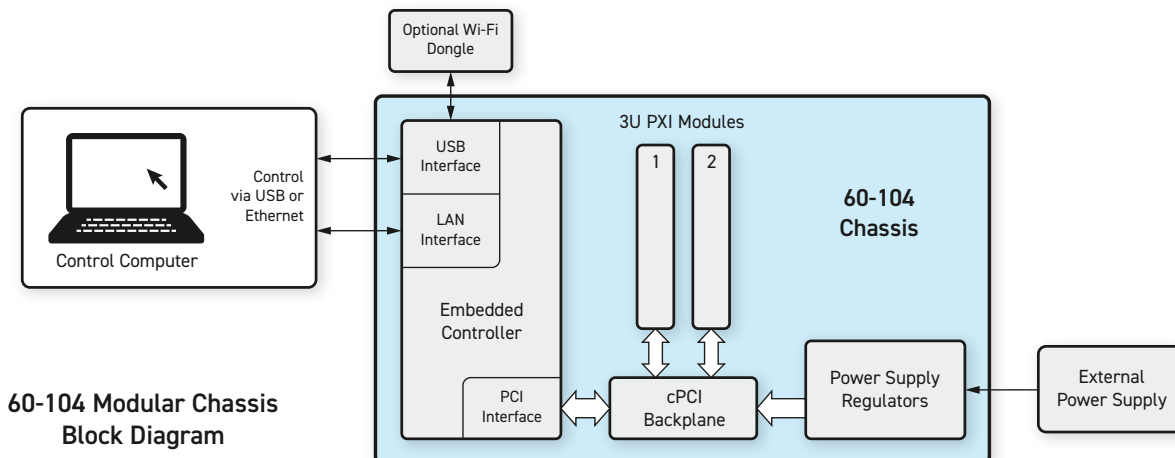 Optional Wi-Fi
Dongle
3U PXI Modules
USB
Interface
1
2
Control
via USB or
Ethernet
60-104
Chassis
LAN
Interface
Control Computer
Embedded
Controller
PCI
Interface
cPCI
Backplane
Power Supply
Regulators
External
Power Supply
60-104 Modular Chassis
Block Diagram